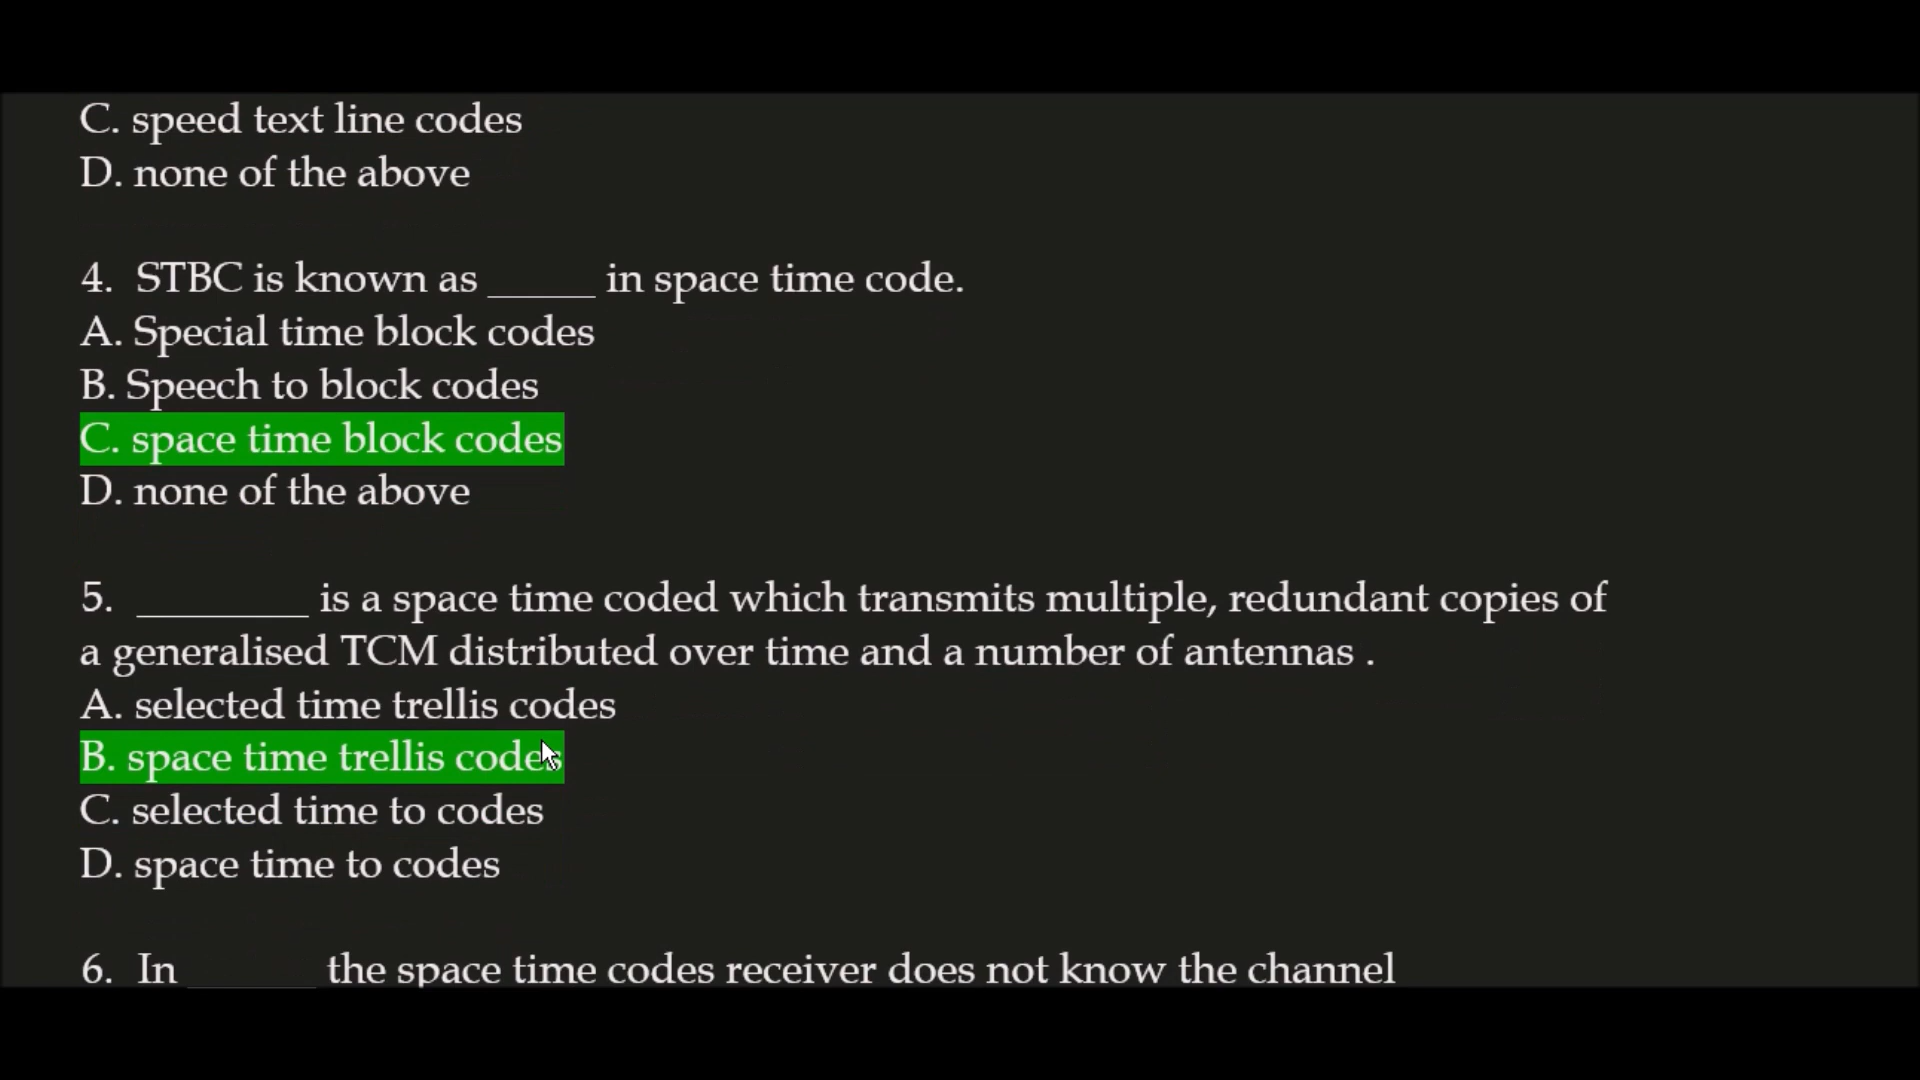 C. speed text line codes
D. none of the above
4. STBC is known as _____ in space time code.
A. Special time block codes
B. Speech to block codes
C. space time block codes
D. none of the above
5. ________ is a space time coded which transmits multiple, redundant copies of
a generalised TCM distributed over time and a number of antennas .
A. selected time trellis codes
B. space time trellis codes
C. selected time to codes
D. space time to codes
6. In ______ the space time codes receiver does not know the channel